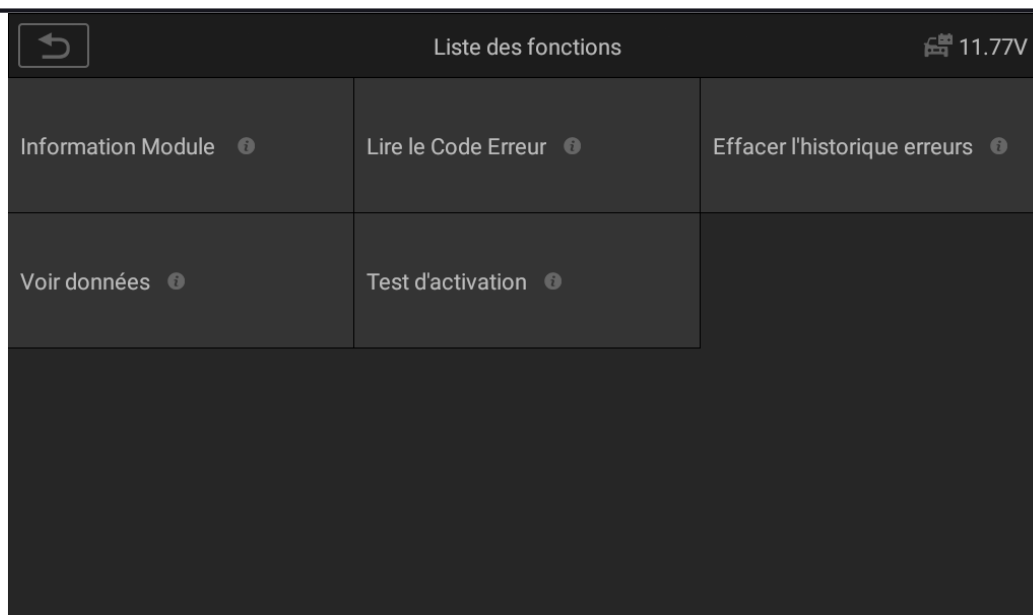 Liste des fonctions
11.77V
Information Module
Lire le Code Erreur
Effacer l'historique erreurs
Voir données
Test d'activation